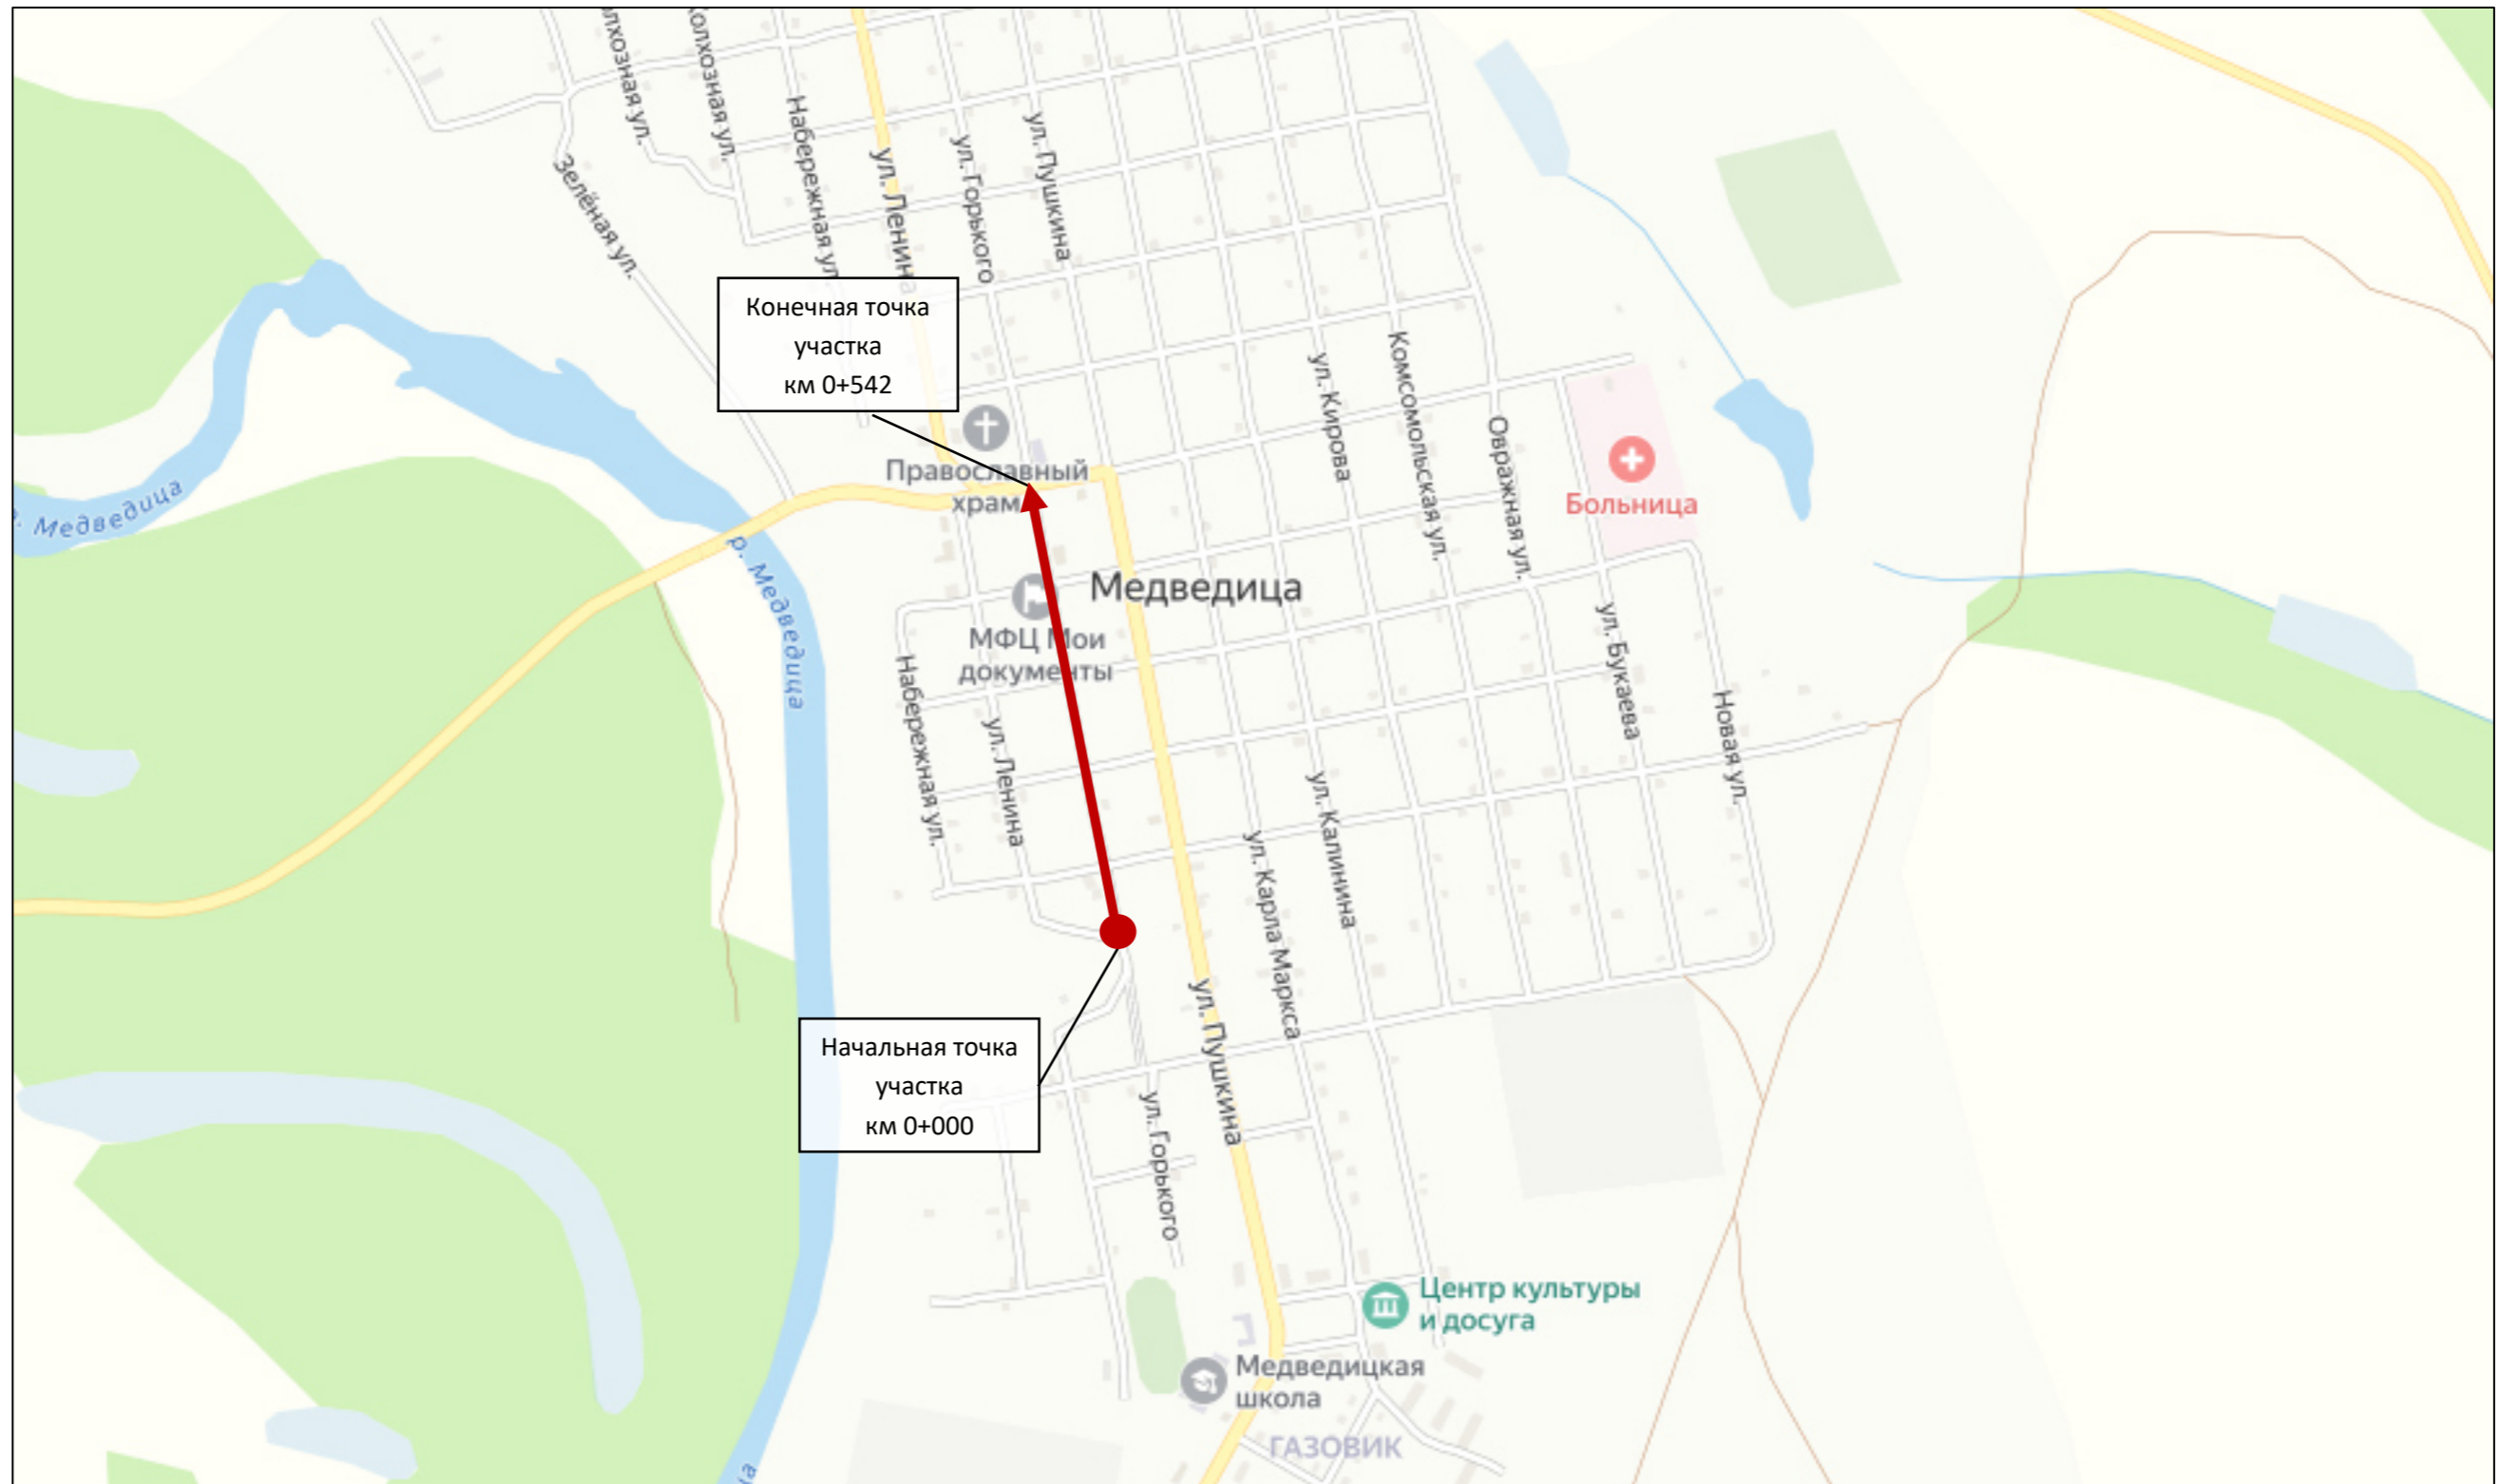 Колхозная ул.
Набережная ул.
ул. Ленина
ул. Горького
ул. Пушкина
Зелёная ул.
Конечная точка
участка
км 0+542
ул. Кирова
Комсомольская ул.
Овражная ул.
Православный
храм
Больница
р. Медведица
р. Медведица
Медведица
МФЦ Мои
документы
Набережная ул.
ул. Ленина
ул. Букаева
Новая ул.
ул. Калинина
ул. Карла Маркса
ул. Пушкина
Начальная точка
участка
км 0+000
ул. Горького
Центр культуры
и досуга
Медведицкая
школа
ГАЗОВИК